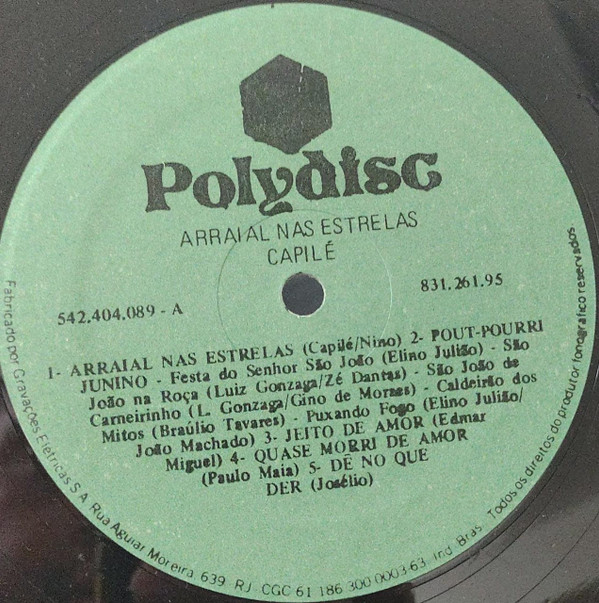 Polydisc
ARRAIAL NAS ESTRELAS
CAPILÉ
542.404.089 - A
831.261.95
1- ARRAIAL NAS ESTRELAS (Capilé/Nino) 2- POUT-POURRI
JUNINO - Festa do Senhor São João (Elino Julião) - São
João na Roça (Luiz Gonzaga/Zé Dantas) - São João de
Carneirinho (L. Gonzaga/Gino de Moraes) - Caldeirão dos
Mitos (Braúlio Tavares) - Puxando Fogo (Elino Julião/
João Machado) 3- JEITO DE AMOR (Edmar
Miguel) 4- QUASE MORRI DE AMOR
(Paulo Maia) 5- DÊ NO QUE
DER (Josélio)
Fabricado por Gravações Elétricas S A Rua Aguiar Moreira 639 - RJ - CGC 61 186 300 0003-63 - Ind Bras - Todos os direitos do produtor fonográfico reservados.